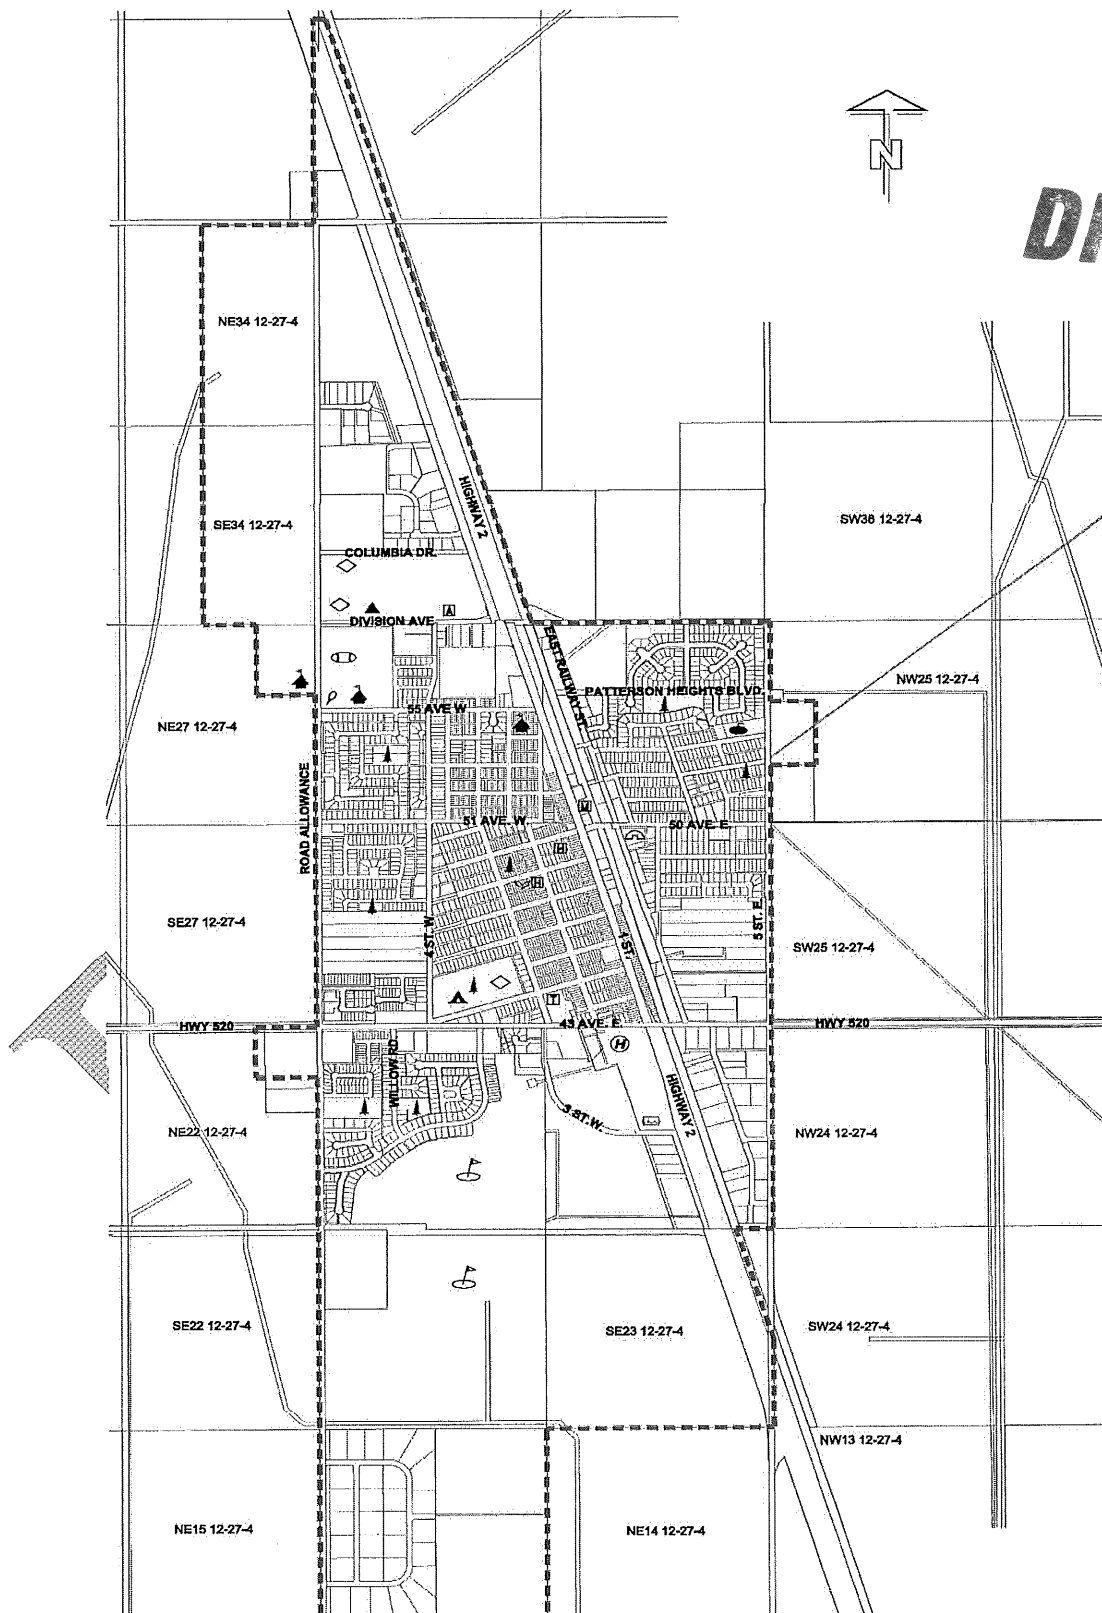 N
DI
NE34 12-27-4
HIGHWAY 2
SE34 12-27-4
SW36 12-27-4
COLUMBIA DR.
A
DIVISION AVE
EAST RAILWAY ST.
NW25 12-27-4
PATTERSON HEIGHTS BLVD.
55 AVE W
NE27 12-27-4
ROAD ALLOWANCE
M
51 AVE. W.
50 AVE. E.
H
H
SE27 12-27-4
4 ST. W.
1 ST.
5 ST. E.
SW25 12-27-4
T
HWY 520
43 AVE. E.
HWY 520
H
WILLOW RD.
HIGHWAY 2
3 ST. W.
NE22 12-27-4
NW24 12-27-4
SE22 12-27-4
SE23 12-27-4
SW24 12-27-4
NW13 12-27-4
NE15 12-27-4
NE14 12-27-4